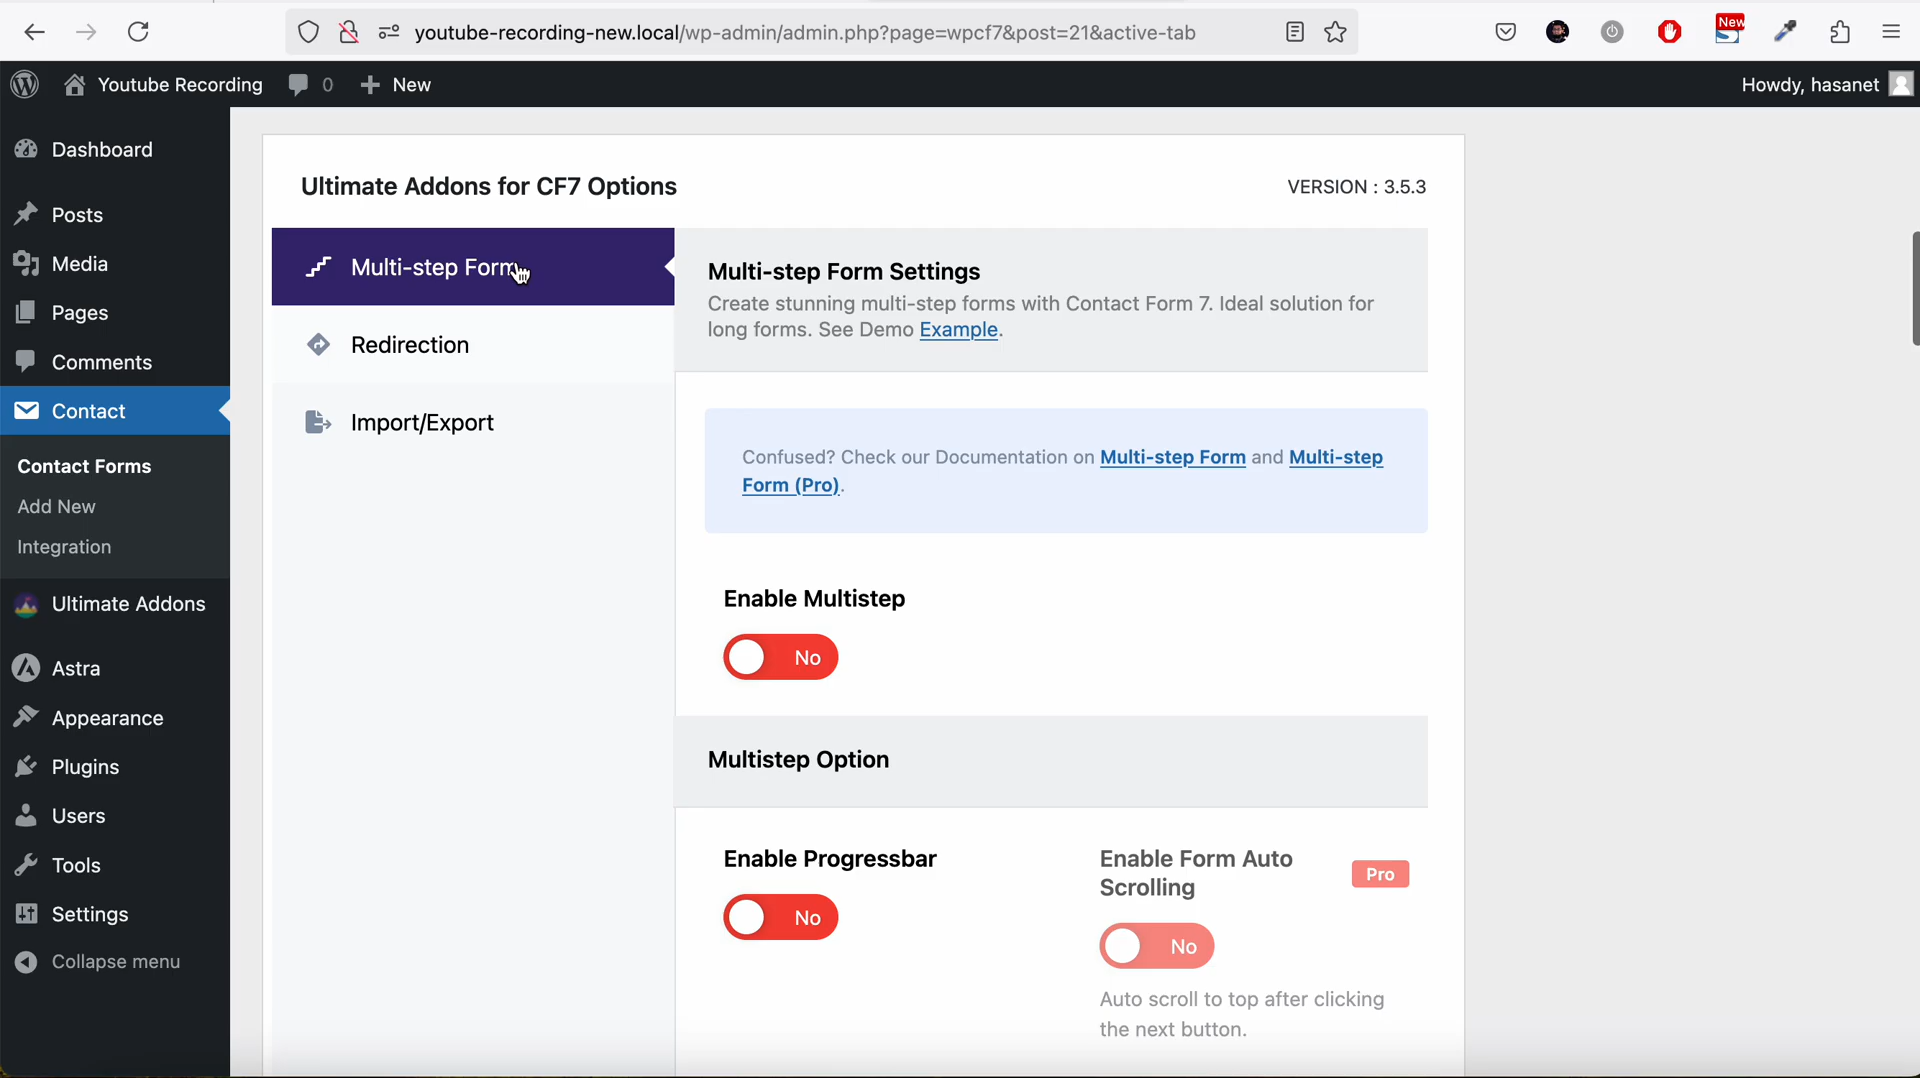 youtube-recording-new.local/wp-admin/admin.php?page=wpcf7&post=21&active-tab
New
Youtube Recording
0
New
Howdy, hasanet
Dashboard
Posts
Media
Pages
Comments
Contact
Contact Forms
Add New
Integration
Ultimate Addons
Astra
Appearance
Plugins
Users
Tools
Settings
Collapse menu
Ultimate Addons for CF7 Options
VERSION : 3.5.3
Multi-step Form
Redirection
Import/Export
Multi-step Form Settings
Create stunning multi-step forms with Contact Form 7. Ideal solution for
long forms. See Demo Example.
Confused? Check our Documentation on Multi-step Form and Multi-step
Form (Pro).
Enable Multistep
No
Multistep Option
Enable Progressbar
No
Enable Form Auto
Scrolling
Pro
No
Auto scroll to top after clicking
the next button.